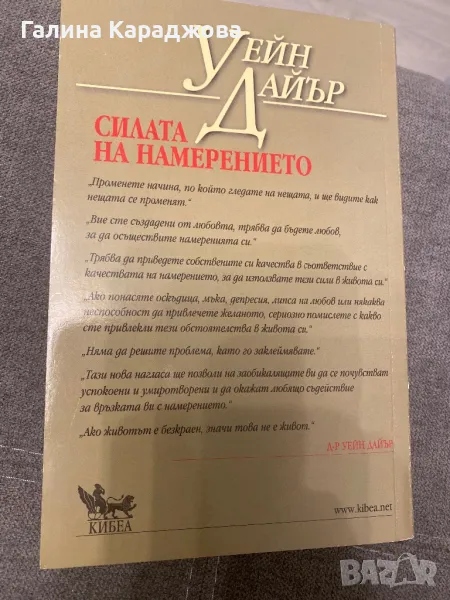 Галина Караджова
УЕЙН
ДАЙЪР
СИЛАТА
НА НАМЕРЕНИЕТО
„Променете начина, по който гледате на нещата, и ще видите как
нещата се променят.“
„Вие сте създадени от любовта, трябва да бъдете любов,
за да осъществите намеренията си.“
„Трябва да приведете собствените си качества в съответствие с
качествата на намерението, за да използвате тези сили в живота си.“
„Ако понасяте оскъдица, мъка, депресия, липса на любов или някаква
неспособност да привлечете желаното, сериозно помислете с какво
сте привлекли тези обстоятелства в живота си.“
„Няма да решите проблема, като го заклеймявате.“
„Тази нова нагласа ще позволи на заобикалящите ви да се почувстват
успокоени и умиротворени и да окажат любящо съдействие
за връзката ви с намерението.“
„Ако животът е безкраен, значи това не е живот.“
Д-Р УЕЙН ДАЙЪР
КИБЕА
www.kibea.net
BAZAR